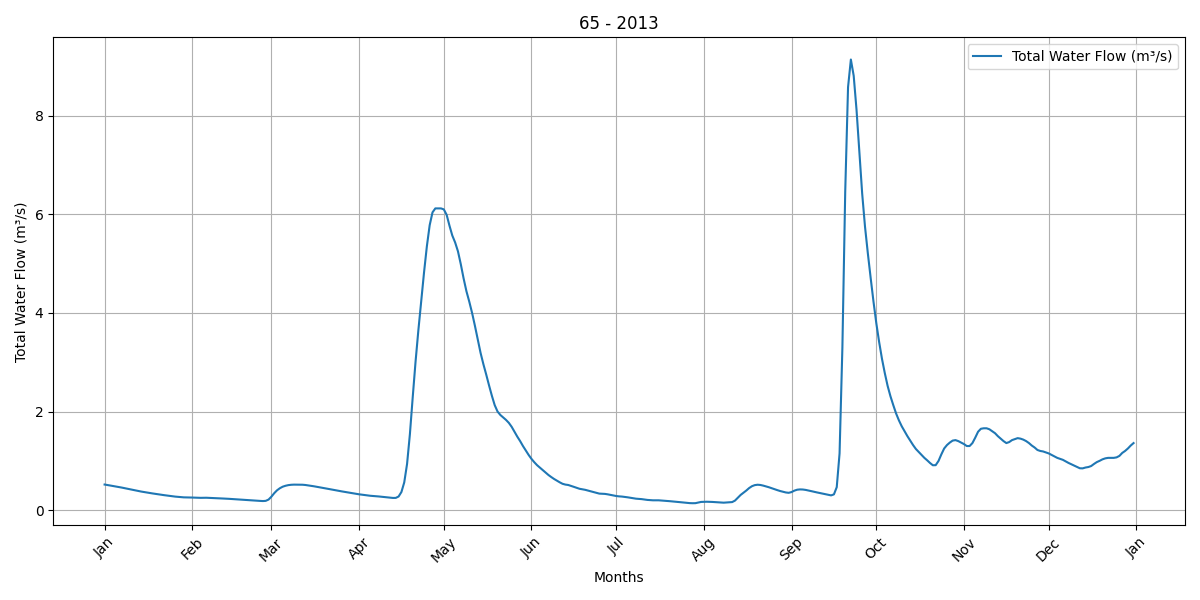 65 - 2013
Total Water Flow (m³/s)
Total Water Flow (m³/s)
8
6
4
2
0
Jan Feb Mar Apr May Jun Jul Aug Sep Oct Nov Dec Jan
Months